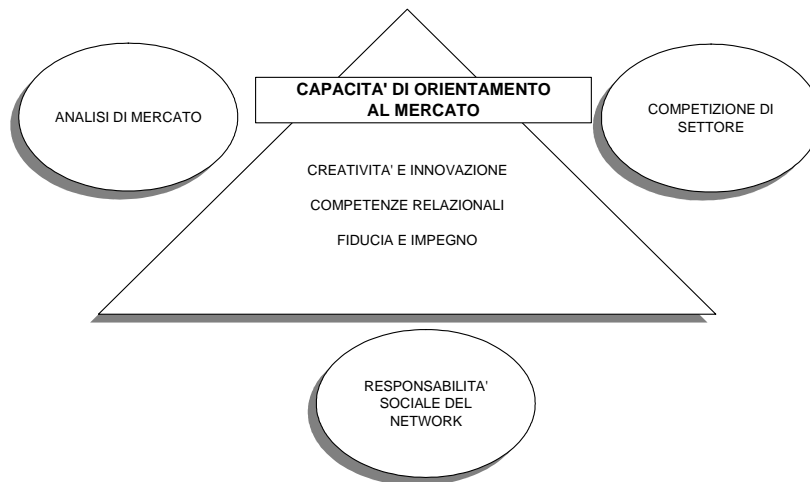 CAPACITA' DI ORIENTAMENTO
AL MERCATO
ANALISI DI MERCATO
COMPETIZIONE DI
SETTORE
CREATIVITA' E INNOVAZIONE
COMPETENZE RELAZIONALI
FIDUCIA E IMPEGNO
RESPONSABILITA'
SOCIALE DEL
NETWORK